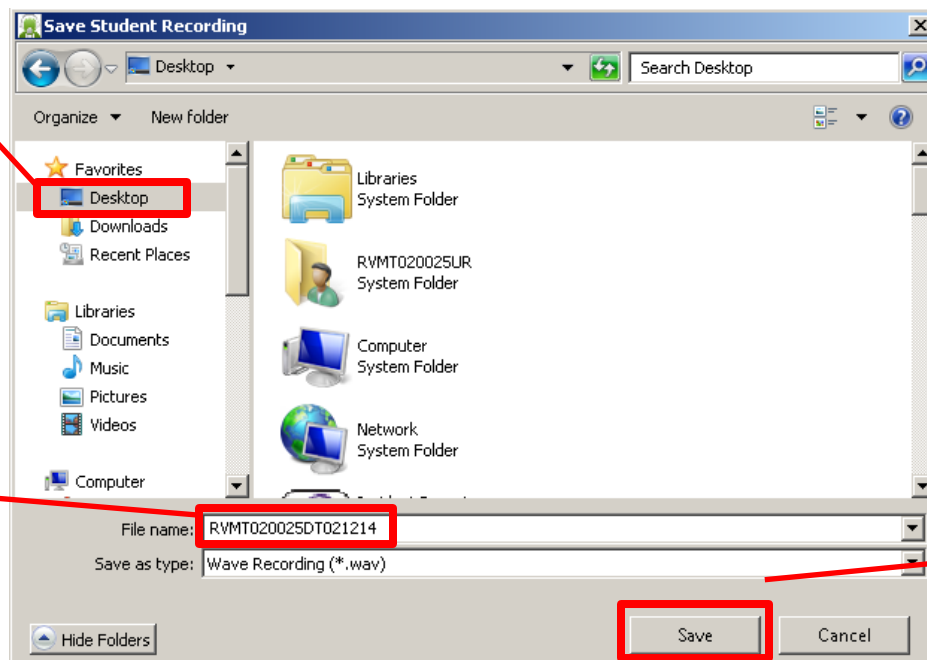 Save Student Recording
Desktop
Search Desktop
Organize
New folder
Favorites
Desktop
Downloads
Recent Places
Libraries
Documents
Music
Pictures
Videos
Computer
Libraries
System Folder
RVMT020025UR
System Folder
Computer
System Folder
Network
System Folder
File name: RVMT020025DT021214
Save as type: Wave Recording (*.wav)
Hide Folders
Save
Cancel